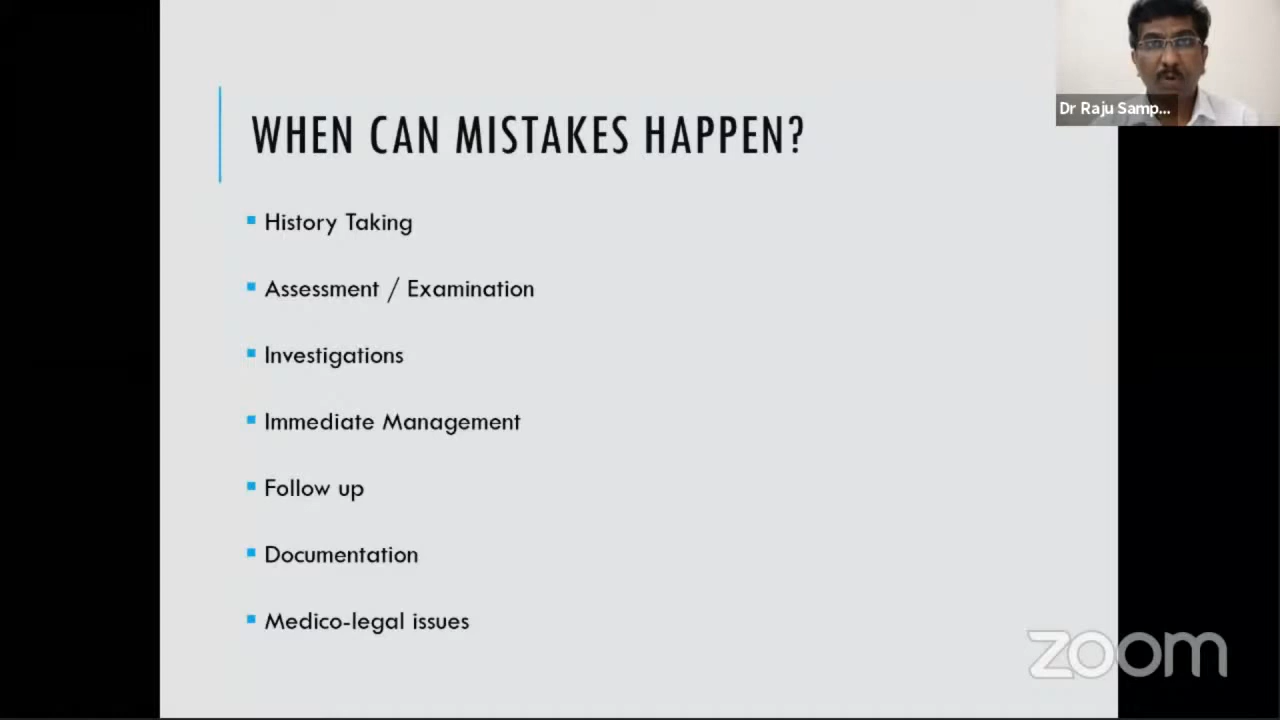 Dr Raju Samp...
WHEN CAN MISTAKES HAPPEN?
History Taking
Assessment / Examination
Investigations
Immediate Management
Follow up
Documentation
Medico-legal issues
zoom